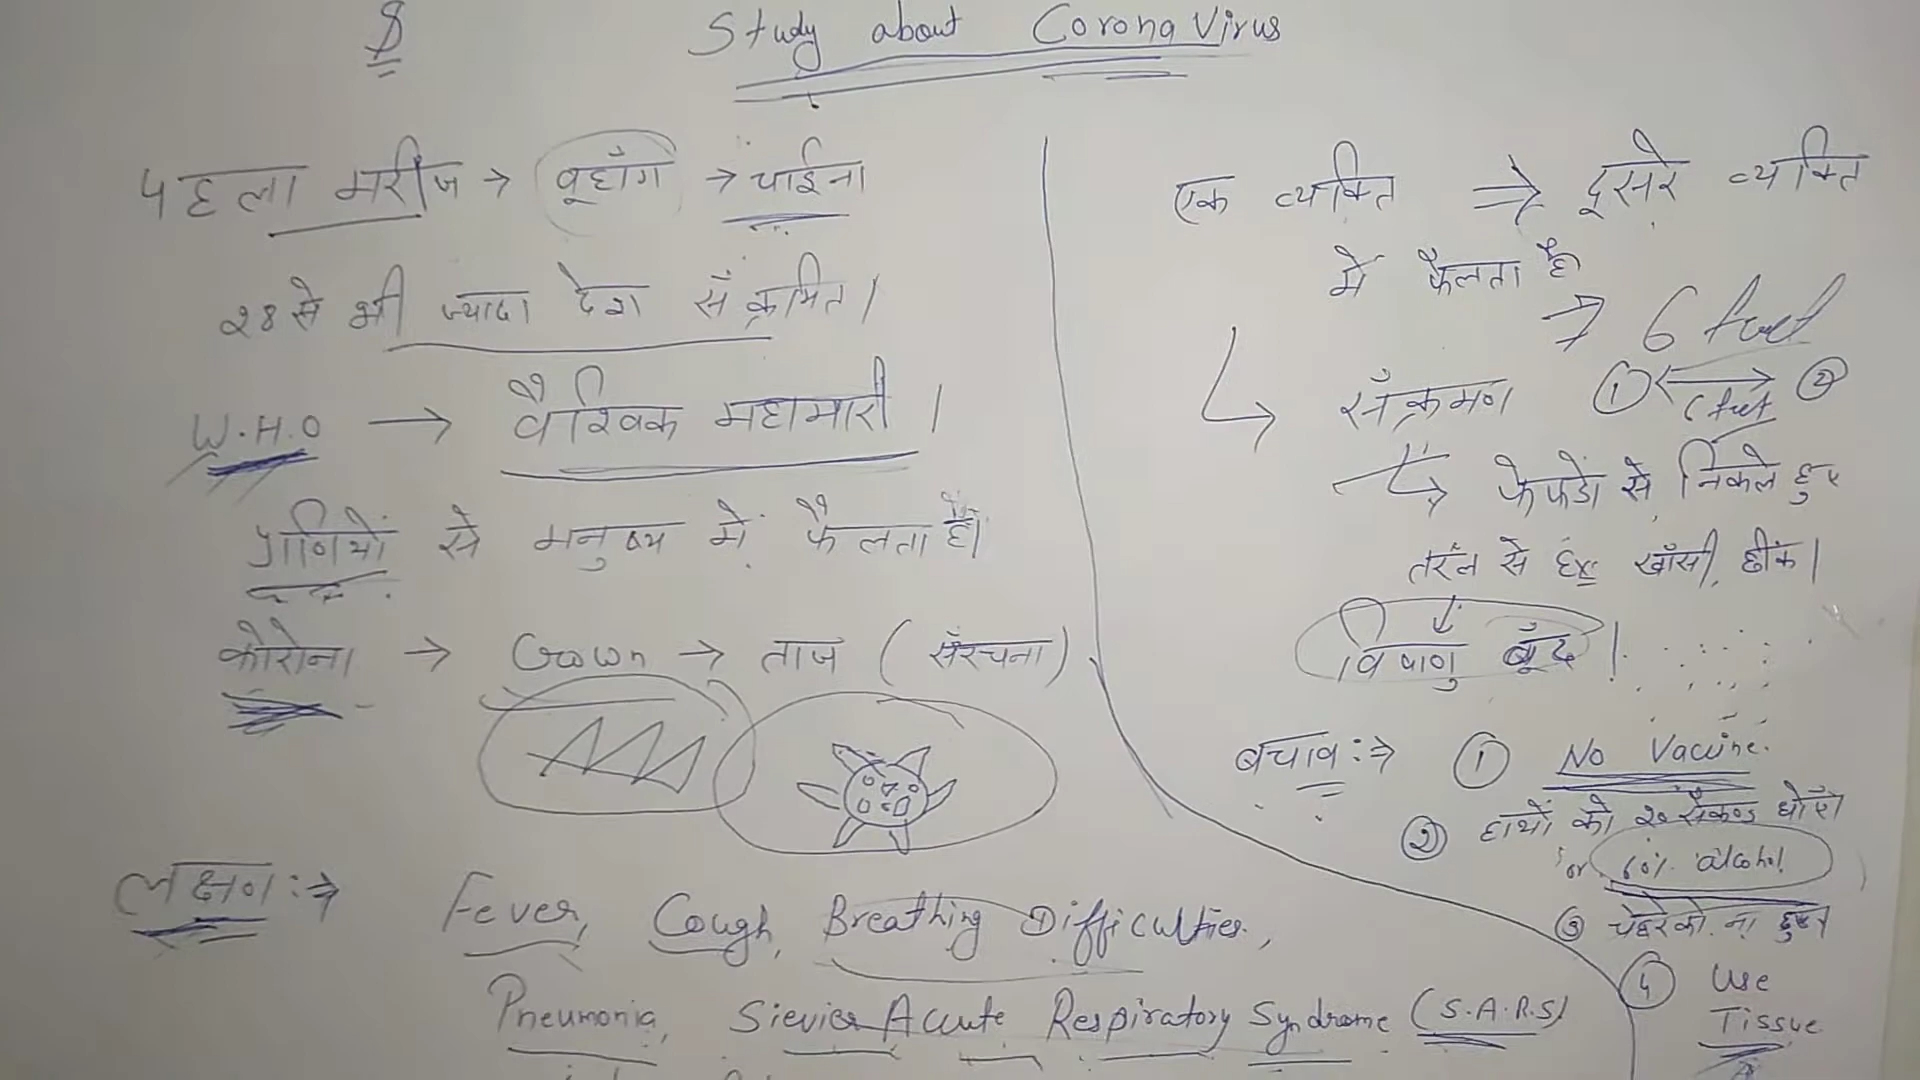 Study about Corona Virus
पहला मरीज → वूहाँग → चाईना
२8 से भी ज्यादा देश सँक्रमित।
W.H.O → वैश्विक महामारी।
प्राणियों से मनुष्य में फैलता है।
कोरोना → Crown → ताज (सँरचना)
लक्षण :⇒ Fever, Cough, Breathing Difficulties,
Pneumonia, Sievier Acute Respiratory Syndrome (S.A.R.S)
एक व्यक्ति ⇒ दूसरे व्यक्ति
में फैलता है
→ 6 feet
सँक्रमण ① ↔ ②
6 feet
→ फेफडो से निकले हुए
तरल से Ex: खाँसी, छींक।
विषाणु बूँद।
बचाव :⇒ ① No Vaccine.
② हाथों को २० सैकण्ड धोऐ
or 60% alcohol
③ चेहरे को ना छुए
④ Use
Tissue